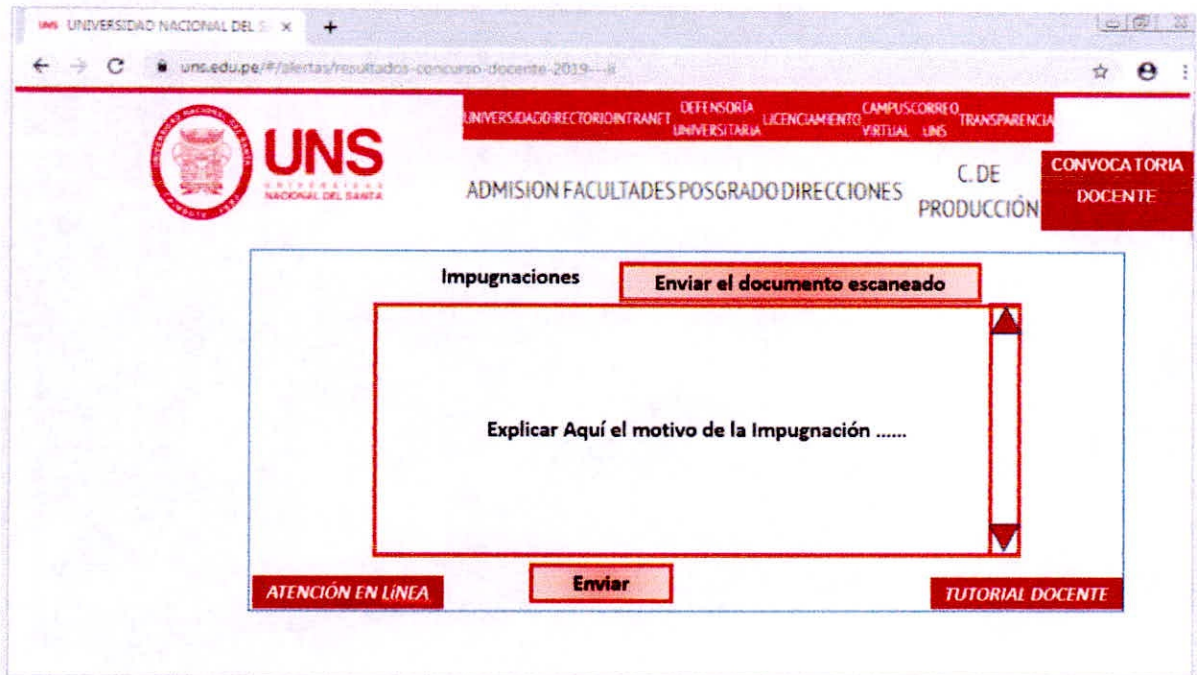 UNS UNIVERSIDAD NACIONAL DEL S
uns.edu.pe/#/alertas/resultados-concurso-docente-2019---ii
UNIVERSIDAD DIRECTORIO INTRANET DEFENSORÍA UNIVERSITARIA LICENCIAMIENTO CAMPUS VIRTUAL CORREO UNS TRANSPARENCIA
UNS
UNIVERSIDAD
NACIONAL DEL SANTA
ADMISION FACULTADES POSGRADO DIRECCIONES C. DE PRODUCCIÓN
CONVOCATORIA
DOCENTE
Impugnaciones
Enviar el documento escaneado
Explicar Aquí el motivo de la Impugnación ......
ATENCIÓN EN LíNEA
Enviar
TUTORIAL DOCENTE